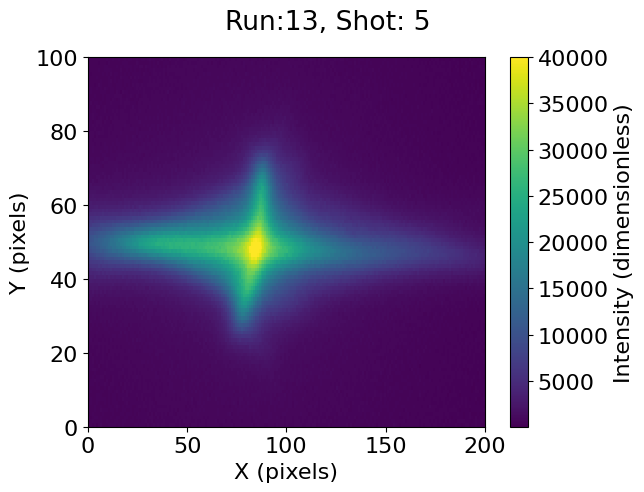 Run:13, Shot: 5
100
80
60
40
20
0
Y (pixels)
0 50 100 150 200
X (pixels)
40000
35000
30000
25000
20000
15000
10000
5000
Intensity (dimensionless)